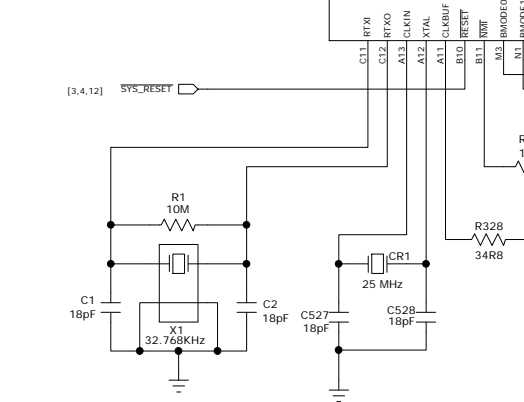 RTXI
RTXO
CLKIN
XTAL
CLKBUF
RESET
NMI
BMODE0
BMODE1
C11
C12
A13
A12
A11
B10
B11
M3
N1
[3,4,12] SYS_RESET
R1
10M
R328
34R8
CR1
25 MHz
C1
18pF
C2
18pF
C527
18pF
C528
18pF
X1
32.768KHz